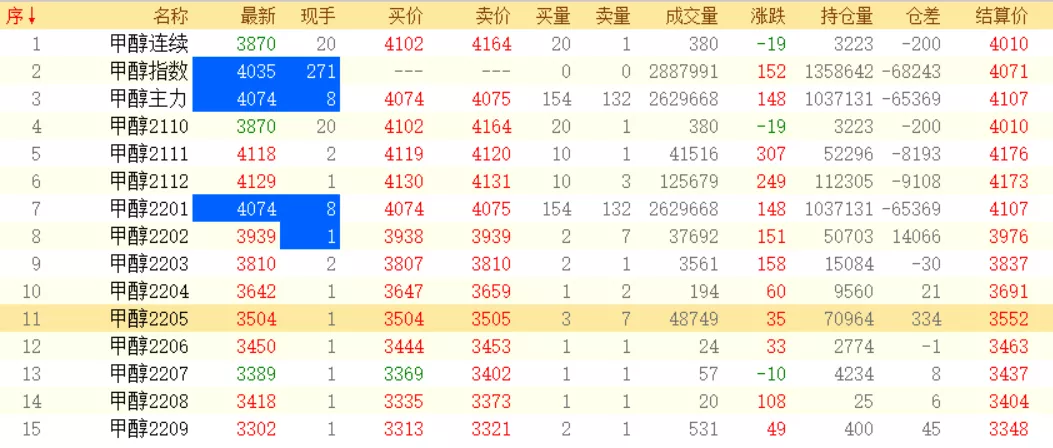 序↓ 名称 最新 现手 买价 卖价 买量 卖量 成交量 涨跌 持仓量 仓差 结算价
1 甲醇连续 3870 20 4102 4164 20 1 380 -19 3223 -200 4010
2 甲醇指数 4035 271 --- --- 0 0 2887991 152 1358642 -68243 4071
3 甲醇主力 4074 8 4074 4075 154 132 2629668 148 1037131 -65369 4107
4 甲醇2110 3870 20 4102 4164 20 1 380 -19 3223 -200 4010
5 甲醇2111 4118 2 4119 4120 10 1 41516 307 52296 -8193 4176
6 甲醇2112 4129 1 4130 4131 10 3 125679 249 112305 -9108 4173
7 甲醇2201 4074 8 4074 4075 154 132 2629668 148 1037131 -65369 4107
8 甲醇2202 3939 1 3938 3939 2 7 37692 151 50703 14066 3976
9 甲醇2203 3810 2 3807 3810 2 1 3561 158 15084 -30 3837
10 甲醇2204 3642 1 3647 3659 1 2 194 60 9560 21 3691
11 甲醇2205 3504 1 3504 3505 3 7 48749 35 70964 334 3552
12 甲醇2206 3450 1 3444 3453 1 1 24 33 2774 -1 3463
13 甲醇2207 3389 1 3369 3402 1 1 57 -10 4234 8 3437
14 甲醇2208 3418 1 3335 3373 1 1 20 108 25 6 3404
15 甲醇2209 3302 1 3313 3321 2 1 531 49 400 45 3348